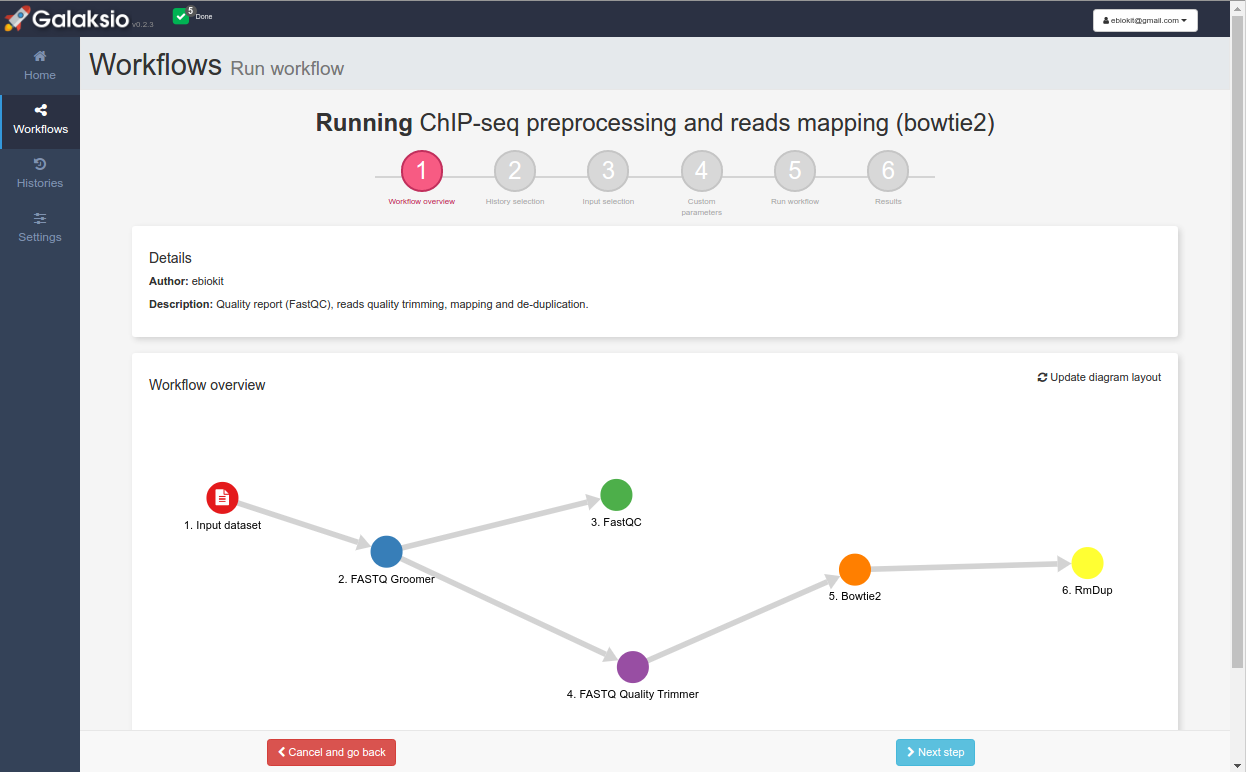 Galaksio v0.2.3
5
Done
ebiokit@gmail.com
Home
Workflows
Histories
Settings
Workflows Run workflow
Running ChIP-seq preprocessing and reads mapping (bowtie2)
1 2 3 4 5 6
Workflow overview History selection Input selection Custom parameters Run workflow Results
Details
Author: ebiokit
Description: Quality report (FastQC), reads quality trimming, mapping and de-duplication.
Workflow overview
Update diagram layout
1. Input dataset
2. FASTQ Groomer
3. FastQC
4. FASTQ Quality Trimmer
5. Bowtie2
6. RmDup
Cancel and go back
Next step